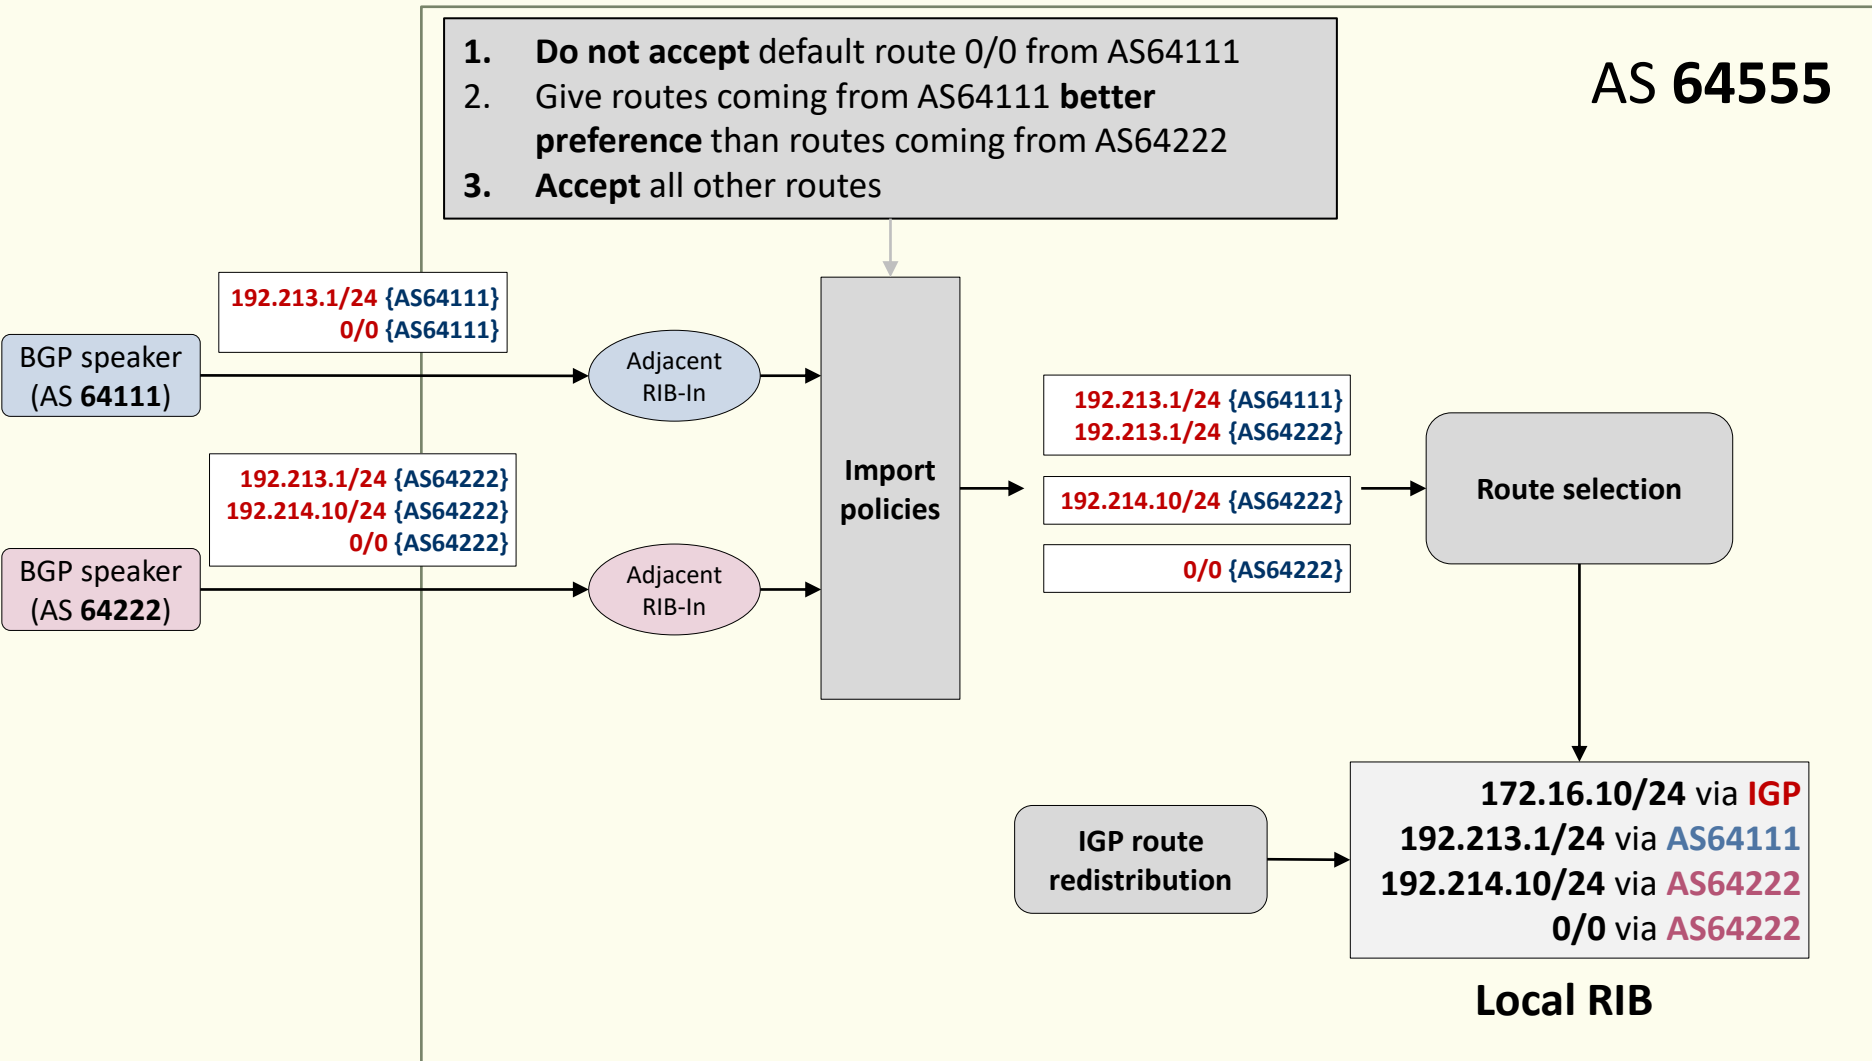 1. Do not accept default route 0/0 from AS64111
2. Give routes coming from AS64111 better
preference than routes coming from AS64222
3. Accept all other routes
AS 64555
192.213.1/24 {AS64111}
0/0 {AS64111}
BGP speaker
(AS 64111)
Adjacent
RIB-In
192.213.1/24 {AS64222}
192.214.10/24 {AS64222}
0/0 {AS64222}
BGP speaker
(AS 64222)
Adjacent
RIB-In
Import
policies
192.213.1/24 {AS64111}
192.213.1/24 {AS64222}
192.214.10/24 {AS64222}
0/0 {AS64222}
Route selection
IGP route
redistribution
172.16.10/24 via IGP
192.213.1/24 via AS64111
192.214.10/24 via AS64222
0/0 via AS64222
Local RIB